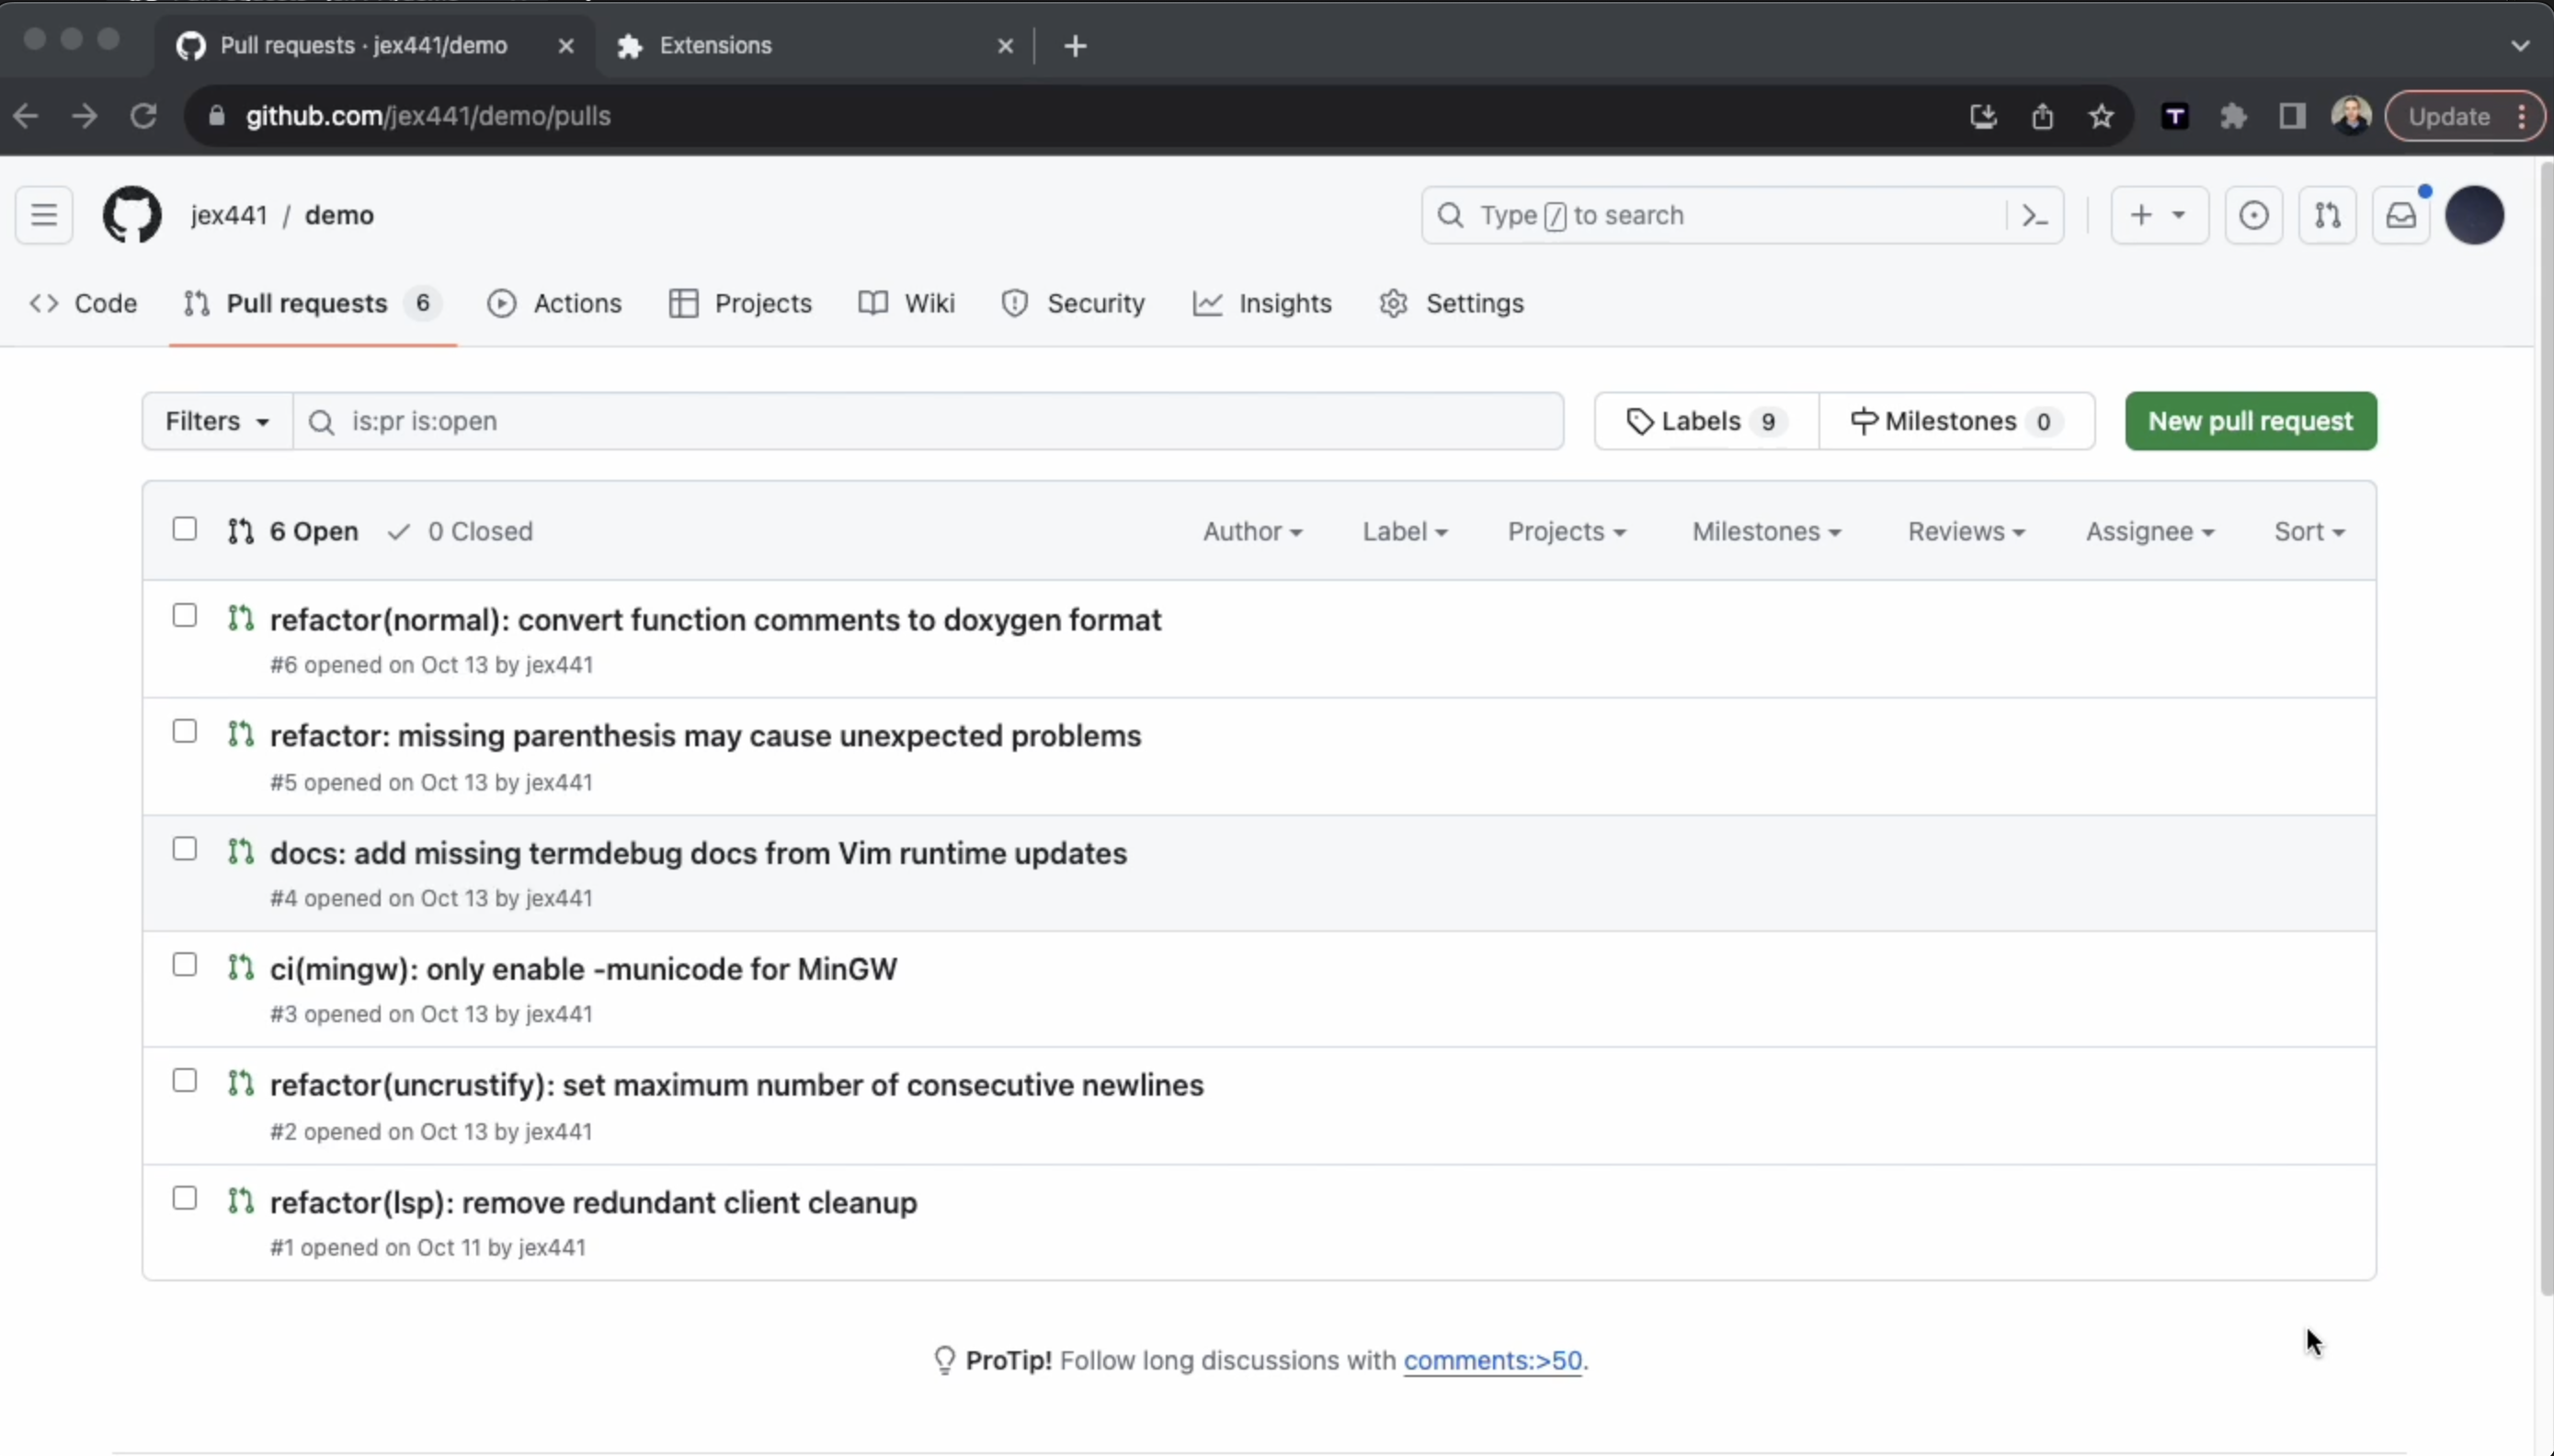 Pull requests · jex441/demo
Extensions
github.com/jex441/demo/pulls
T
Update
jex441 / demo
Type / to search
Code
Pull requests 6
Actions
Projects
Wiki
Security
Insights
Settings
Filters
is:pr is:open
Labels 9
Milestones 0
New pull request
6 Open
0 Closed
Author
Label
Projects
Milestones
Reviews
Assignee
Sort
refactor(normal): convert function comments to doxygen format
#6 opened on Oct 13 by jex441
refactor: missing parenthesis may cause unexpected problems
#5 opened on Oct 13 by jex441
docs: add missing termdebug docs from Vim runtime updates
#4 opened on Oct 13 by jex441
ci(mingw): only enable -municode for MinGW
#3 opened on Oct 13 by jex441
refactor(uncrustify): set maximum number of consecutive newlines
#2 opened on Oct 13 by jex441
refactor(lsp): remove redundant client cleanup
#1 opened on Oct 11 by jex441
ProTip! Follow long discussions with comments:>50.